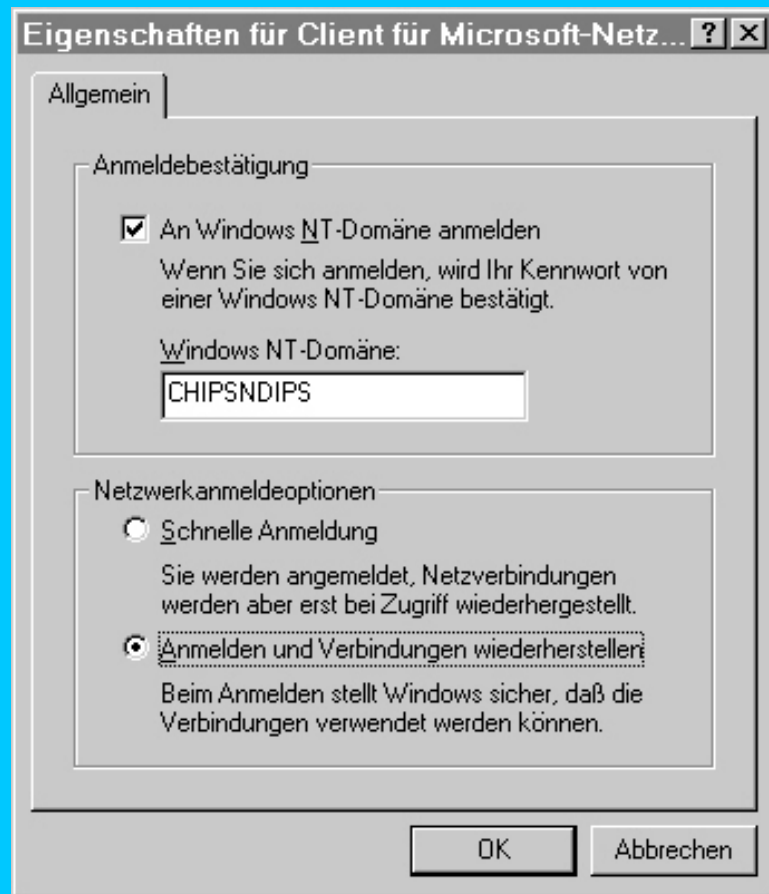 Eigenschaften für Client für Microsoft-Netz...
Allgemein
Anmeldebestätigung
An Windows NT-Domäne anmelden
Wenn Sie sich anmelden, wird Ihr Kennwort von
einer Windows NT-Domäne bestätigt.
Windows NT-Domäne:
CHIPSNDIPS
Netzwerkanmeldeoptionen
Schnelle Anmeldung
Sie werden angemeldet, Netzverbindungen
werden aber erst bei Zugriff wiederhergestellt.
Anmelden und Verbindungen wiederherstellen
Beim Anmelden stellt Windows sicher, daß die
Verbindungen verwendet werden können.
OK Abbrechen